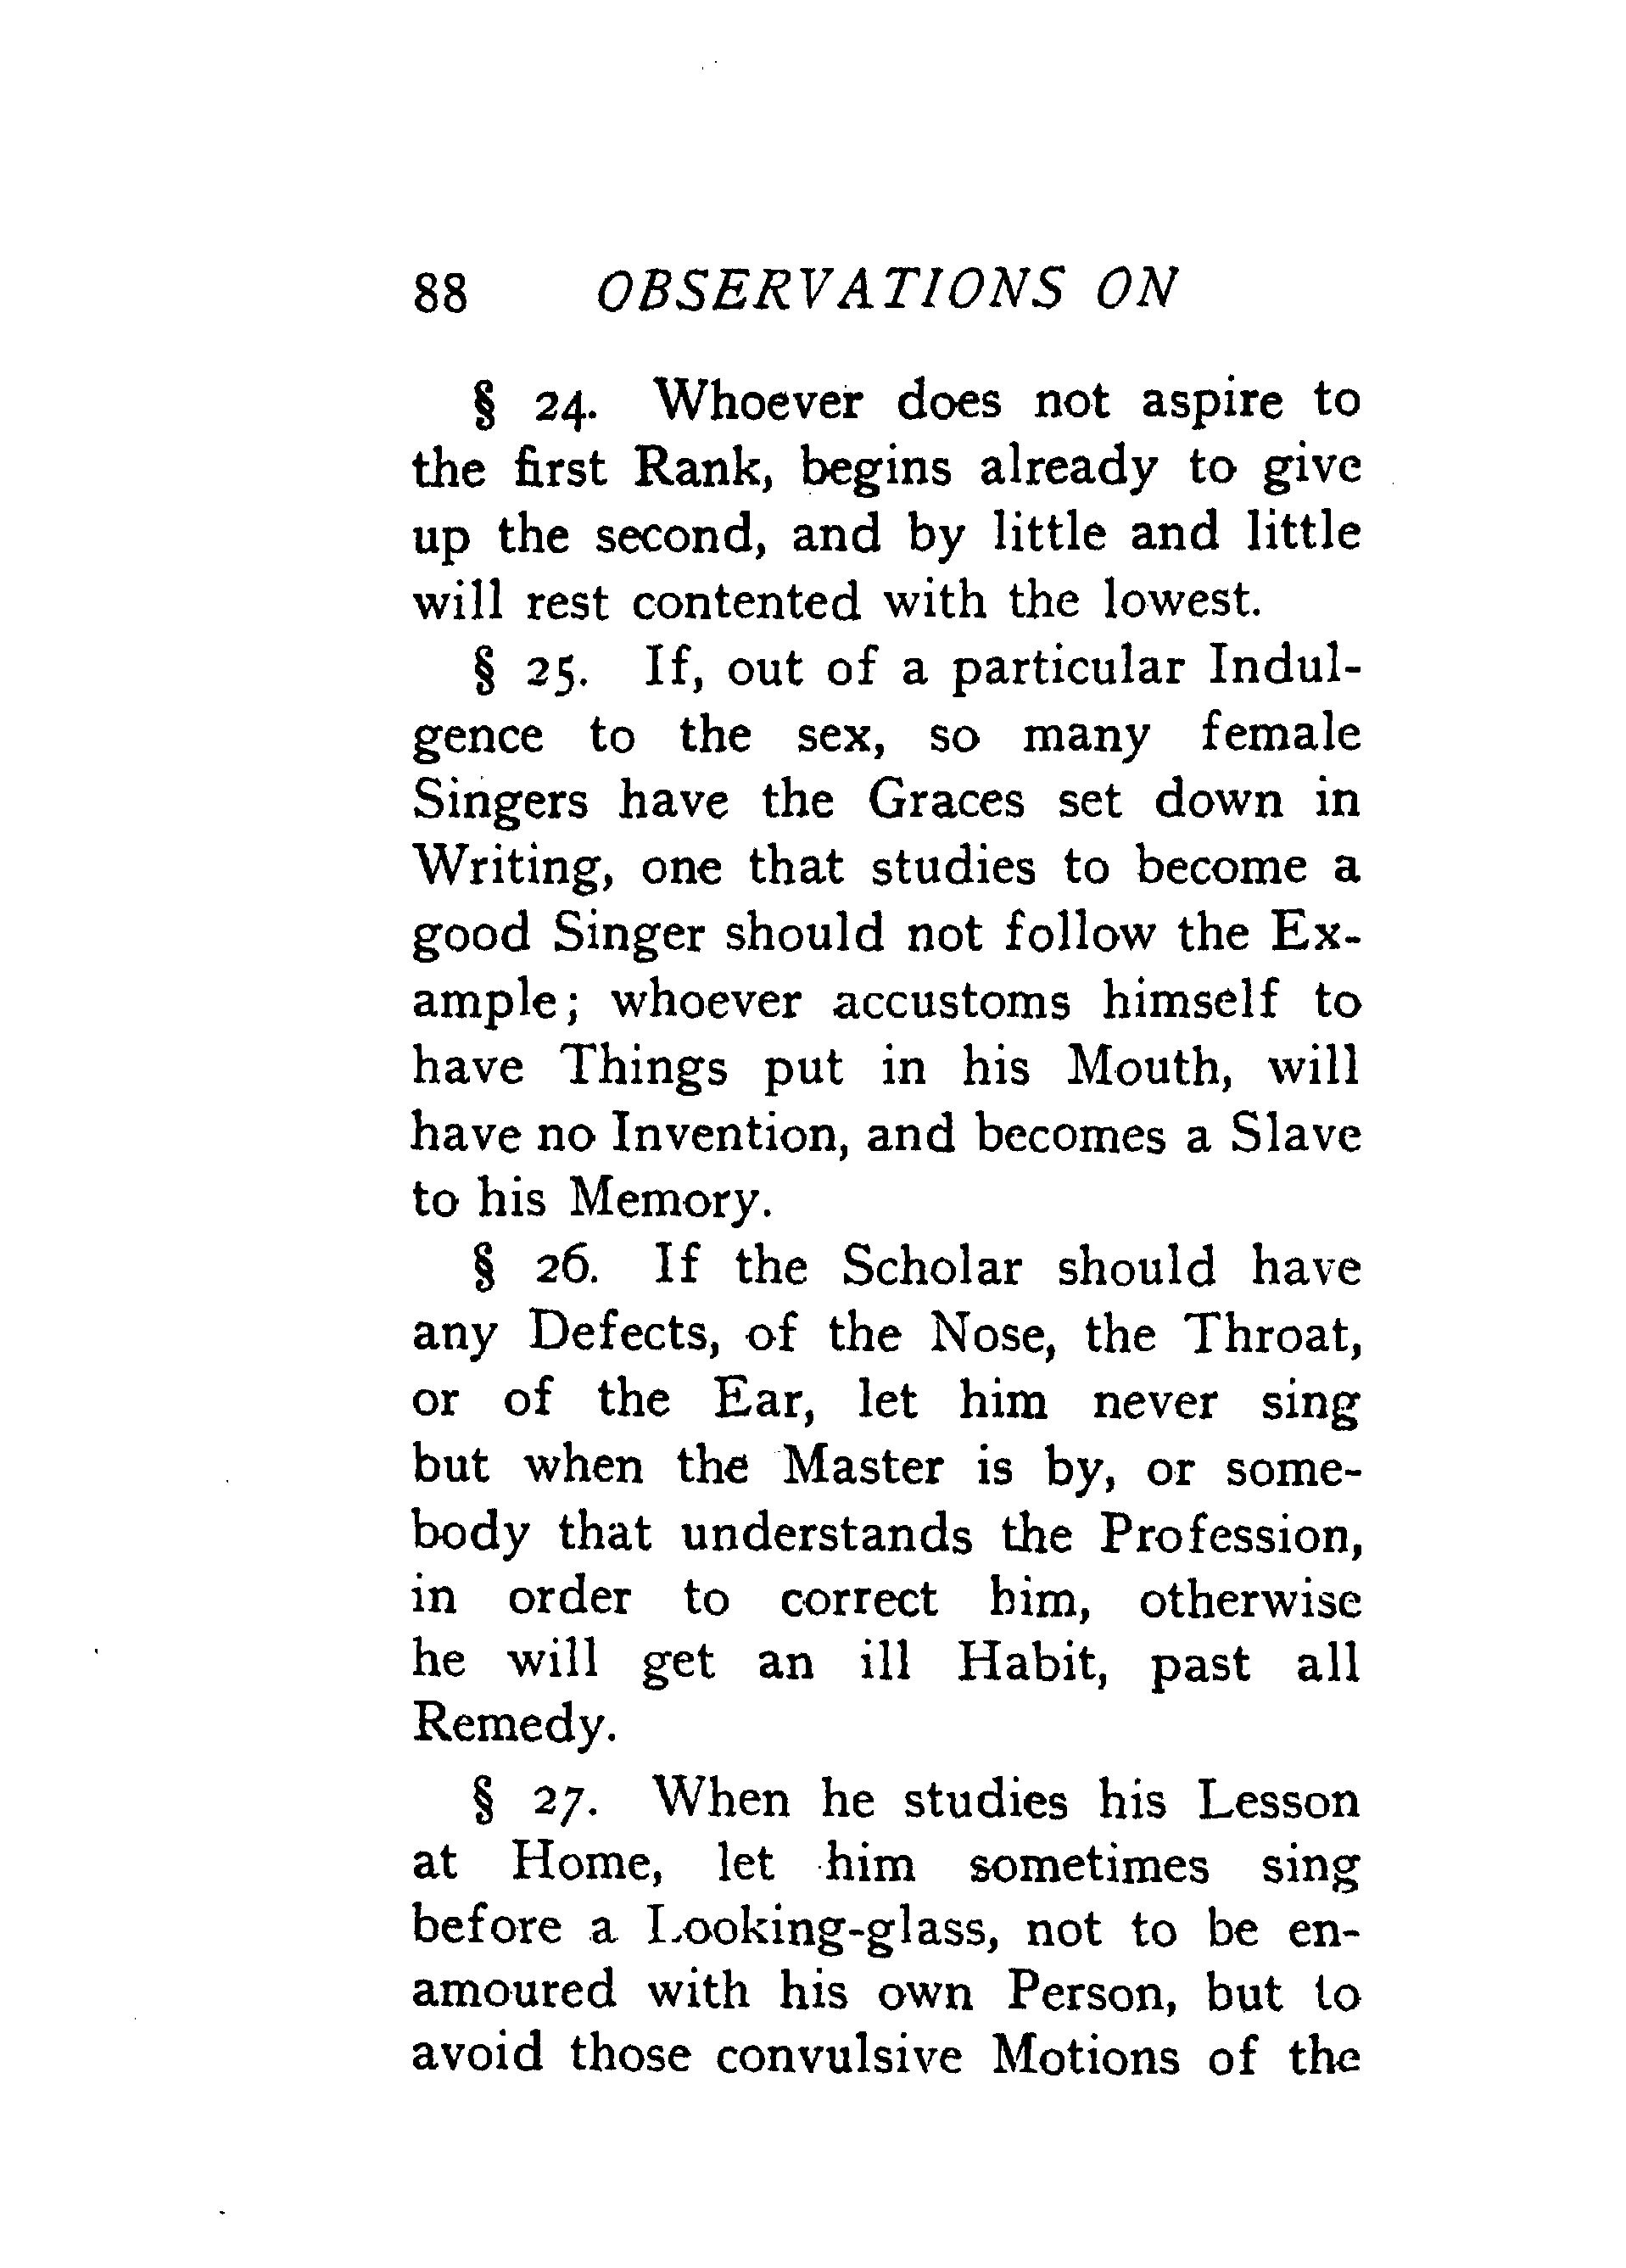 88 OBSERVATIONS ON
§ 24. Whoever does not aspire to
the first Rank, begins already to give
up the second, and by little and little
will rest contented with the lowest.
§ 25. If, out of a particular Indul-
gence to the sex, so many female
Singers have the Graces set down in
Writing, one that studies to become a
good Singer should not follow the Ex-
ample; whoever accustoms himself to
have Things put in his Mouth, will
have no Invention, and becomes a Slave
to his Memory.
§ 26. If the Scholar should have
any Defects, of the Nose, the Throat,
or of the Ear, let him never sing
but when the Master is by, or some-
body that understands the Profession,
in order to correct him, otherwise
he will get an ill Habit, past all
Remedy.
§ 27. When he studies his Lesson
at Home, let him sometimes sing
before a Looking-glass, not to be en-
amoured with his own Person, but to
avoid those convulsive Motions of the